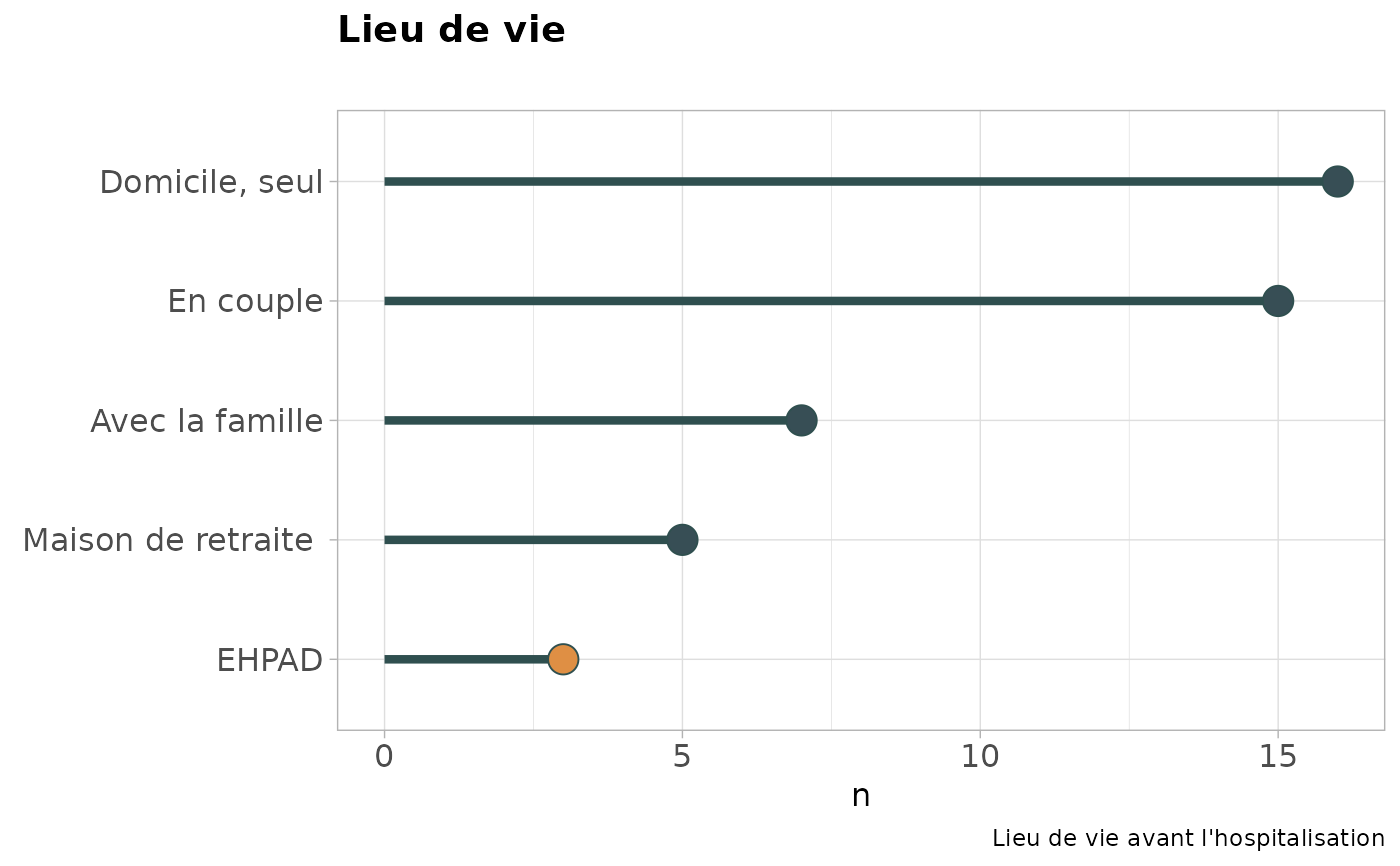 Lieu de vie
Domicile, seul
En couple
Avec la famille
Maison de retraite
EHPAD
0 5 10 15
n
Lieu de vie avant l'hospitalisation